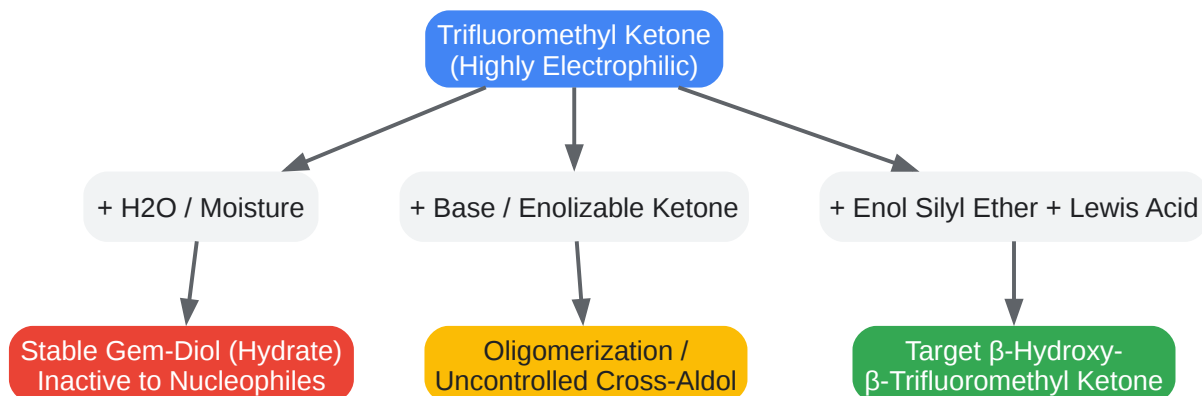 Trifluoromethyl Ketone
(Highly Electrophilic)
+ H2O / Moisture
+ Base / Enolizable Ketone
+ Enol Silyl Ether + Lewis Acid
Stable Gem-Diol (Hydrate)
Inactive to Nucleophiles
Oligomerization /
Uncontrolled Cross-Aldol
Target β-Hydroxy-
β-Trifluoromethyl Ketone